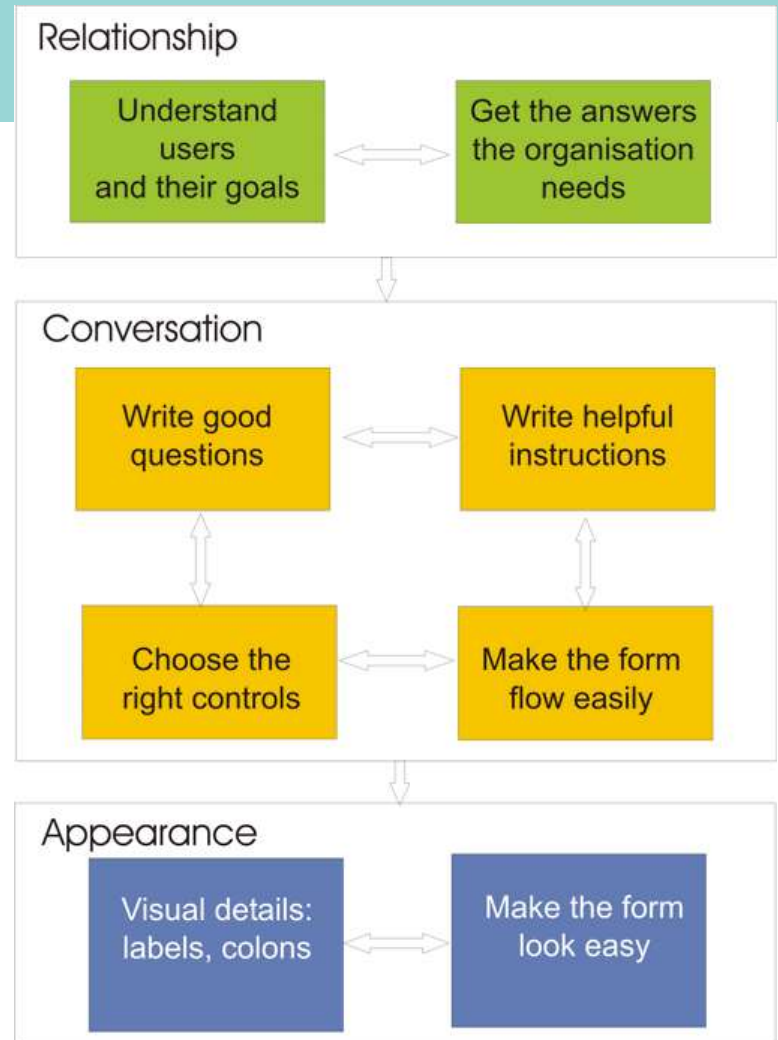 Relationship
Understand
users
and their goals
Get the answers
the organisation
needs
Conversation
Write good
questions
Write helpful
instructions
Choose the
right controls
Make the form
flow easily
Appearance
Visual details:
labels, colons
Make the form
look easy